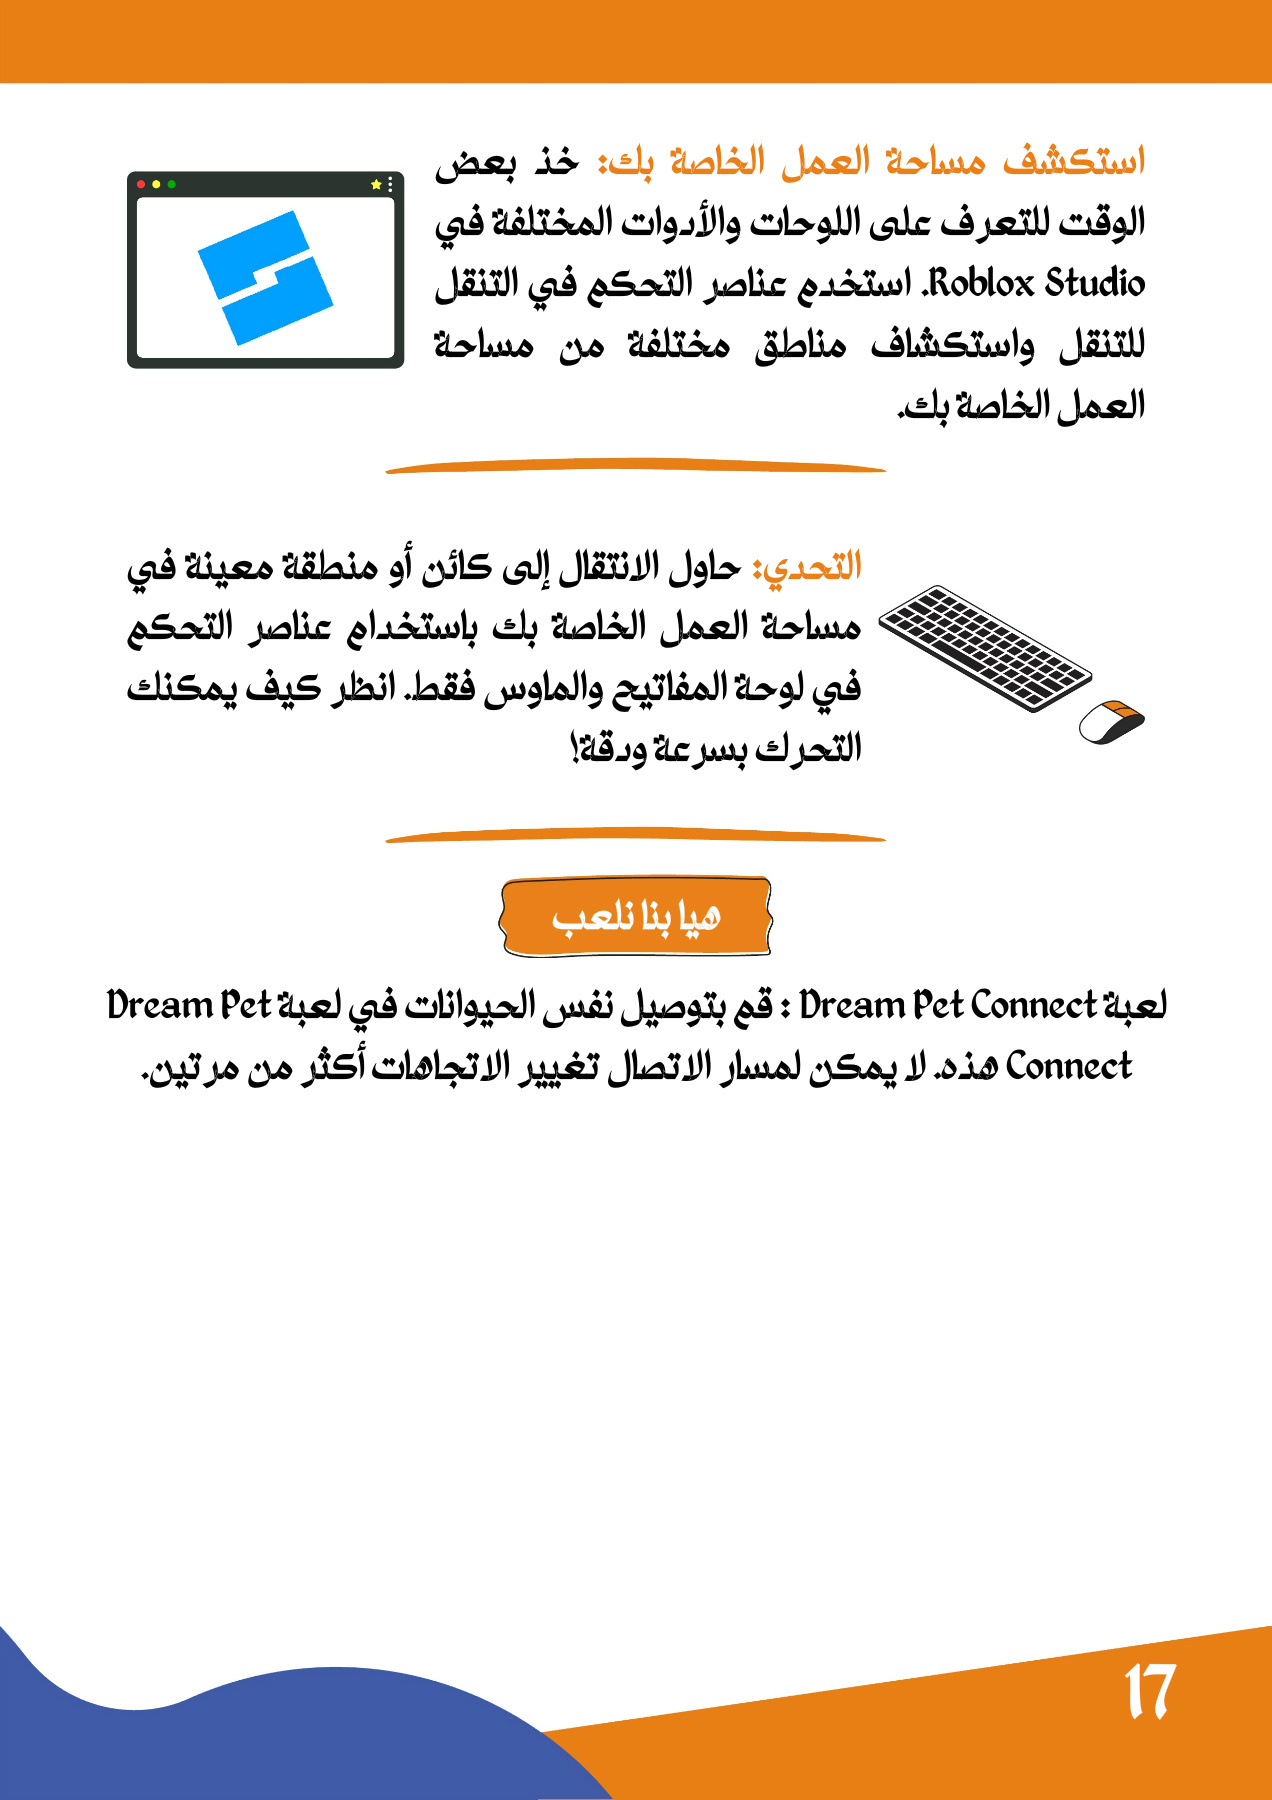 استكشف مساحة العمل الخاصة بك: خذ بعض
الوقت للتعرف على اللوحات والأدوات المختلفة في
Roblox Studio. استخدم عناصر التحكم في التنقل
للتنقل واستكشاف مناطق مختلفة من مساحة
العمل الخاصة بك.
التحدي: حاول الانتقال إلى كائن أو منطقة معينة في
مساحة العمل الخاصة بك باستخدام عناصر التحكم
في لوحة المفاتيح والماوس فقط. انظر كيف يمكنك
التحرك بسرعة ودقة!
هيا بنا نلعب
لعبة Dream Pet Connect : قم بتوصيل نفس الحيوانات في لعبة Dream Pet
Connect هذه. لا يمكن لمسار الاتصال تغيير الاتجاهات أكثر من مرتين.
17